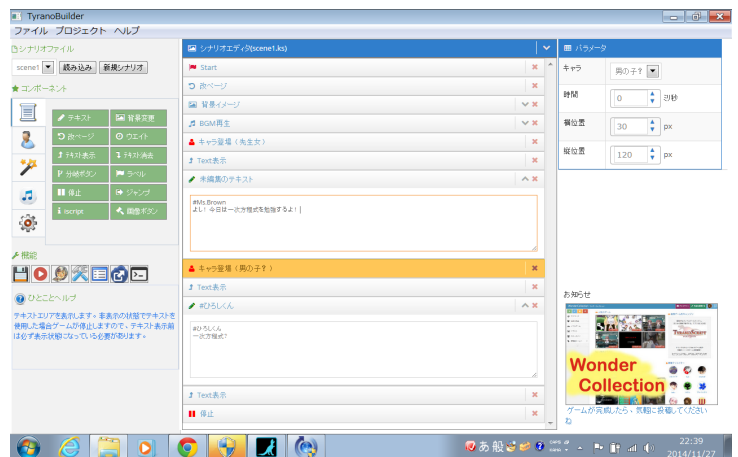 TyranoBuilder
ファイル プロジェクト ヘルプ
シナリオファイル
scene1 読み込み 新規シナリオ
コンポーネント
テキスト 背景変更
改ページ ウエイト
テキスト表示 テキスト消去
分岐ボタン ラベル
停止 ジャンプ
iscript 画像ボタン
機能
ひとことヘルプ
テキストエリアを表示します。非表示の状態でテキストを
使用した場合ゲームが停止しますので、テキスト表示前
は必ず表示状態になっている必要があります。
シナリオエディタ(scene1.ks)
Start
改ページ
背景イメージ
BGM再生
キャラ登場(先生女)
Text表示
未編集のテキスト
#Ms.Brown
よし!今日は一次方程式を勉強するよ!
キャラ登場(男の子?)
Text表示
#ひろしくん
#ひろしくん
一次方程式?
Text表示
停止
パラメータ
キャラ 男の子?
時間 0 ミリ秒
横位置 30 px
縦位置 120 px
お知らせ
TyranoScript
Wonder
Collection
ゲームが完成したら、気軽に投稿してください
ね
あ 般
CAPS
KANA
22:39
2014/11/27